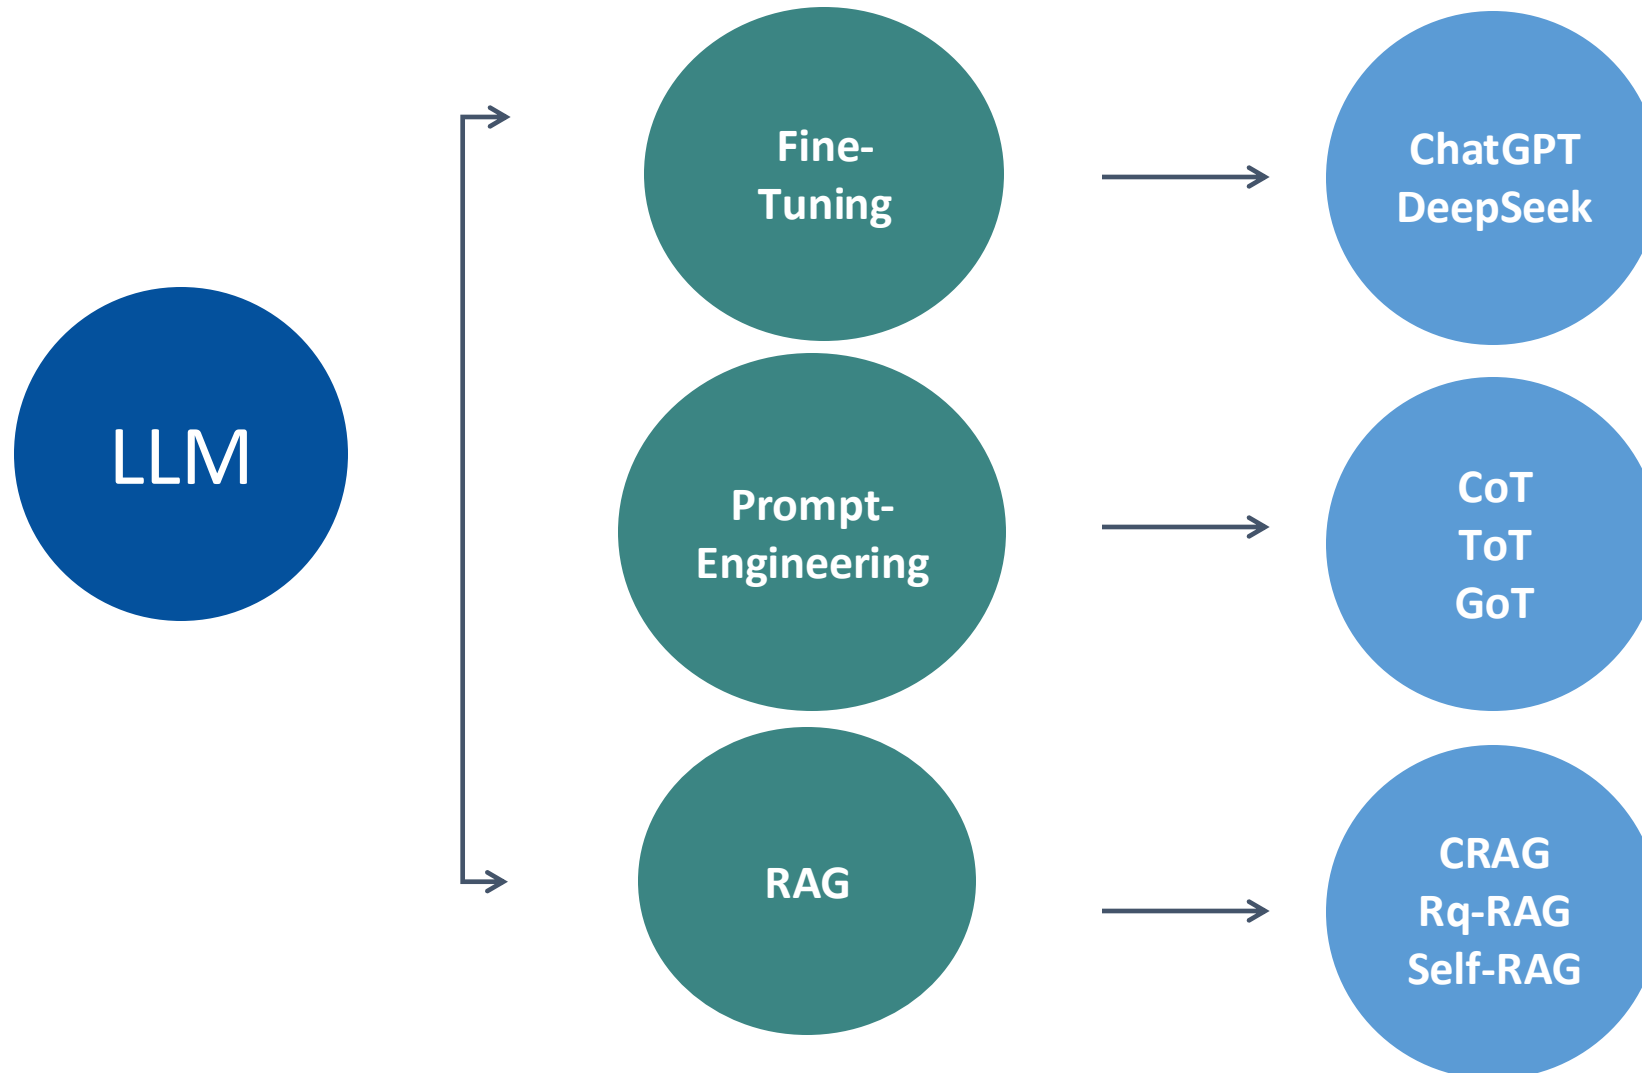 LLM
Fine-
Tuning
ChatGPT
DeepSeek
Prompt-
Engineering
CoT
ToT
GoT
RAG
CRAG
Rq-RAG
Self-RAG